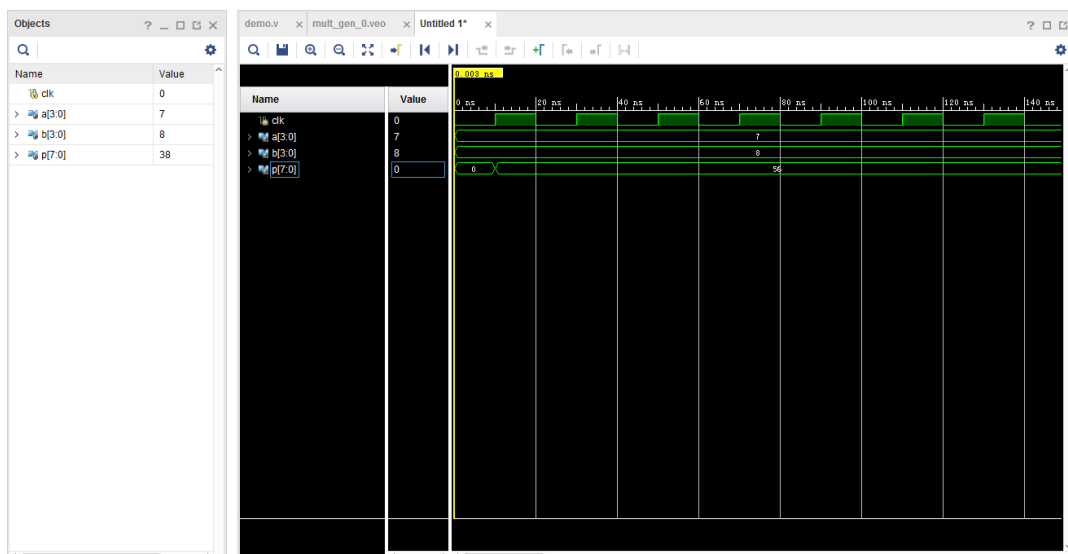 Objects
? _
Name Value
clk 0
a[3:0] 7
b[3:0] 8
p[7:0] 38
demo.v × mult_gen_0.veo × Untitled 1* ×
?
0.003 ns
Name Value
0 ns 20 ns 40 ns 60 ns 80 ns 100 ns 120 ns 140 ns
clk 0
a[3:0] 7 7
b[3:0] 8 8
p[7:0] 0 0 56